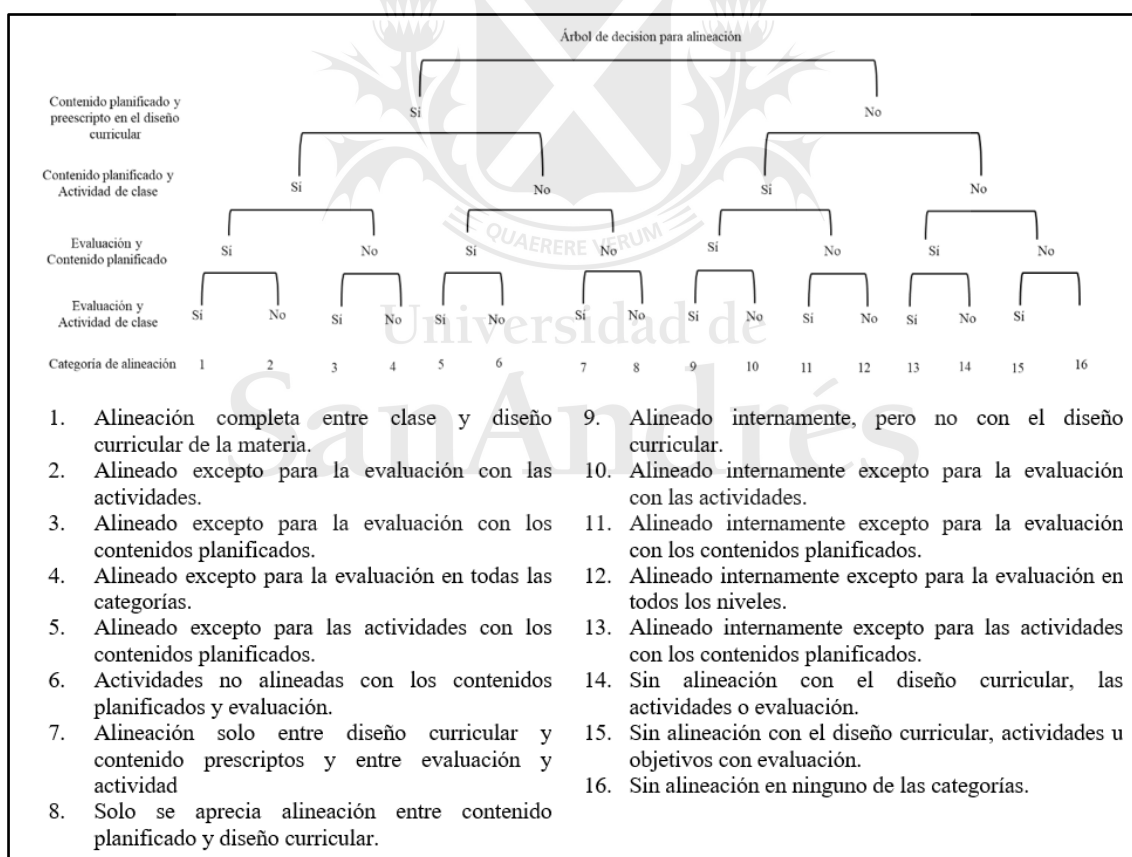 Árbol de decision para alineación
Contenido planificado y
preescripto en el diseño
curricular
Sí No
Contenido planificado y
Actividad de clase
Sí No Sí No
Evaluación y
Contenido planificado
Sí No Sí No Sí No Sí No
QUAERERE VERUM
Evaluación y
Actividad de clase
Sí No Sí No Sí No Sí No Sí No Sí No Sí No Sí
Universidad de
Categoría de alineación 1 2 3 4 5 6 7 8 9 10 11 12 13 14 15 16
SanAndrés
1. Alineación completa entre clase y diseño
curricular de la materia.
2. Alineado excepto para la evaluación con las
actividades.
3. Alineado excepto para la evaluación con los
contenidos planificados.
4. Alineado excepto para la evaluación en todas las
categorías.
5. Alineado excepto para las actividades con los
contenidos planificados.
6. Actividades no alineadas con los contenidos
planificados y evaluación.
7. Alineación solo entre diseño curricular y
contenido prescriptos y entre evaluación y
actividad
8. Solo se aprecia alineación entre contenido
planificado y diseño curricular.
9. Alineado internamente, pero no con el diseño
curricular.
10. Alineado internamente excepto para la evaluación
con las actividades.
11. Alineado internamente excepto para la evaluación
con los contenidos planificados.
12. Alineado internamente excepto para la evaluación en
todos los niveles.
13. Alineado internamente excepto para las actividades
con los contenidos planificados.
14. Sin alineación con el diseño curricular, las
actividades o evaluación.
15. Sin alineación con el diseño curricular, actividades u
objetivos con evaluación.
16. Sin alineación en ninguno de las categorías.